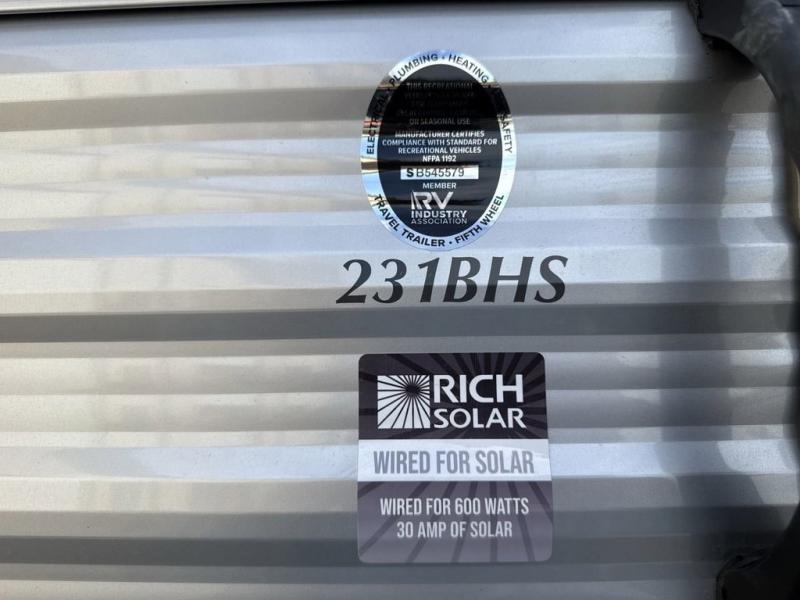 ELECTRICAL · PLUMBING · HEATING · SAFETY
THIS RECREATIONAL
OR SEASONAL USE
MANUFACTURER CERTIFIES
COMPLIANCE WITH STANDARD FOR
RECREATIONAL VEHICLES
NFPA 1192
SB545579
MEMBER
RV
INDUSTRY
ASSOCIATION
TRAVEL TRAILER · FIFTH WHEEL
231BHS
RICH
SOLAR
WIRED FOR SOLAR
WIRED FOR 600 WATTS
30 AMP OF SOLAR